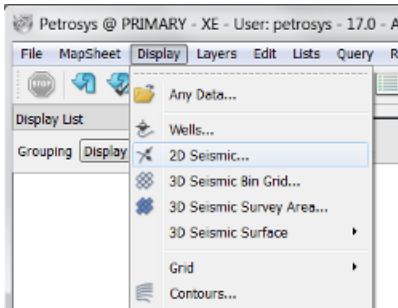 Petrosys @ PRIMARY - XE - User: petrosys - 17.0 - A
File MapSheet Display Layers Edit Lists Query R
STOP
Any Data...
Display List
Wells...
Grouping Display
2D Seismic...
3D Seismic Bin Grid...
3D Seismic Survey Area...
3D Seismic Surface
Grid
Contours...